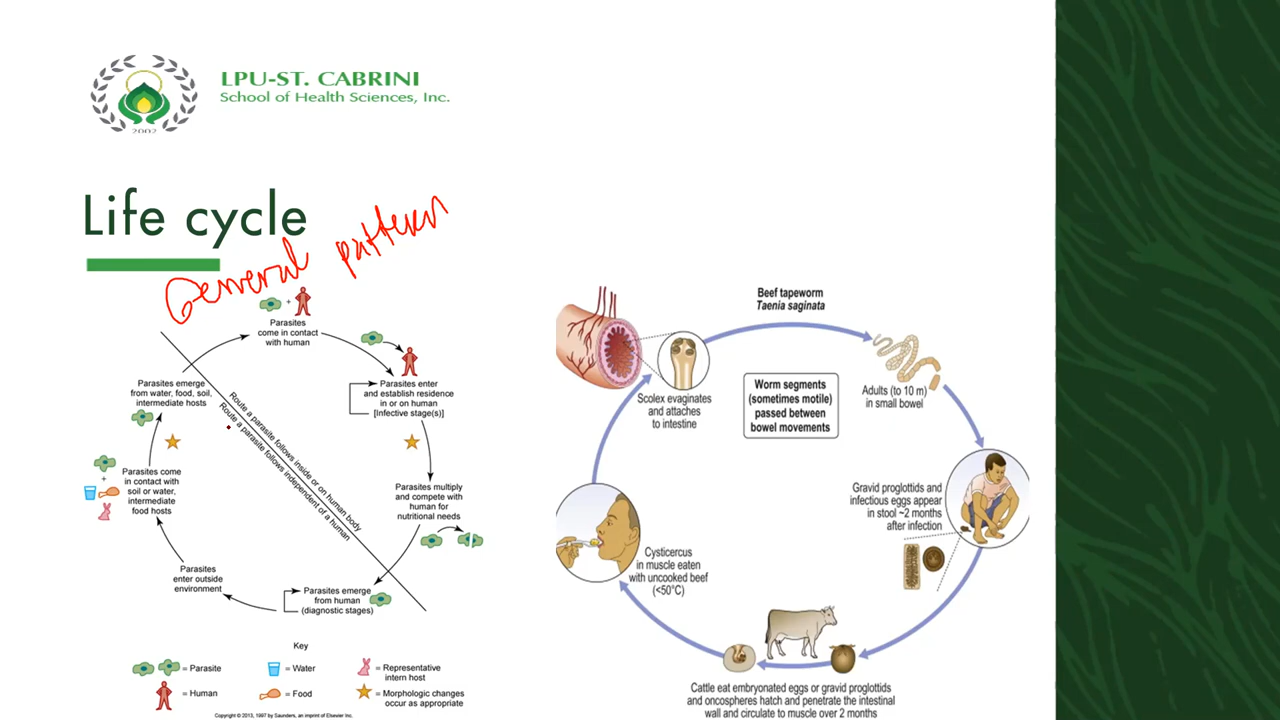 LPU-ST. CABRINI
School of Health Sciences, Inc.
2002
Life cycle
General pattern
+
Parasites
come in contact
with human
Parasites enter
and establish residence
in or on human
[Infective stage(s)]
Parasites multiply
and compete with
human for
nutritional needs
Parasites emerge
from human
(diagnostic stages)
Parasites
enter outside
environment
Parasites come
in contact with
soil or water,
intermediate
food hosts
+
Parasites emerge
from water, food, soil,
intermediate hosts
Route a parasite follows inside or on human body
Route a parasite follows independent of a human
Key
= Parasite
= Water
= Representative
intern host
= Human
= Food
= Morphologic changes
occur as appropriate
Copyright © 2013, 1997 by Saunders, an imprint of Elsevier Inc.
Beef tapeworm
Taenia saginata
Scolex evaginates
and attaches
to intestine
Worm segments
(sometimes motile)
passed between
bowel movements
Adults (to 10 m)
in small bowel
Gravid proglottids and
infectious eggs appear
in stool ~2 months
after infection
Cysticercus
in muscle eaten
with uncooked beef
(<50°C)
Cattle eat embryonated eggs or gravid proglottids
and oncospheres hatch and penetrate the intestinal
wall and circulate to muscle over 2 months